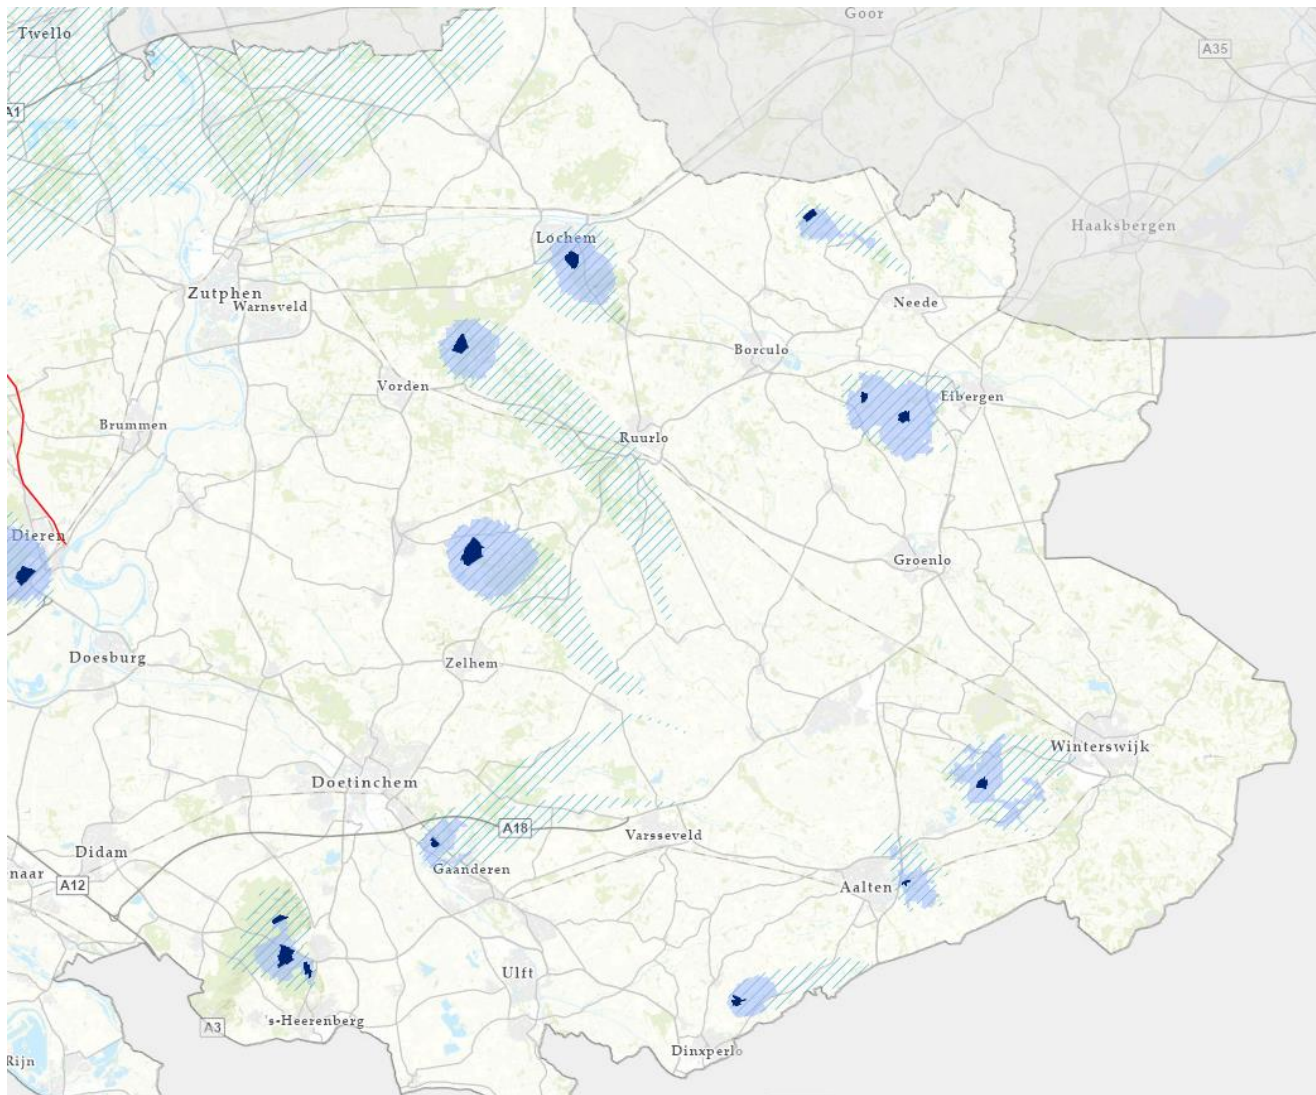 Goor
Twello
A35
A1
Haaksbergen
Lochem
Zutphen
Warnsveld
Neede
Borculo
Vorden
Eibergen
Brummen
Ruurlo
Dieren
Groenlo
Doesburg
Zelhem
Winterswijk
Doetinchem
A18
Varsseveld
Didam
Gaanderen
naar
A12
Aalten
Ulft
's-Heerenberg
A3
Dinxperlo
Rijn